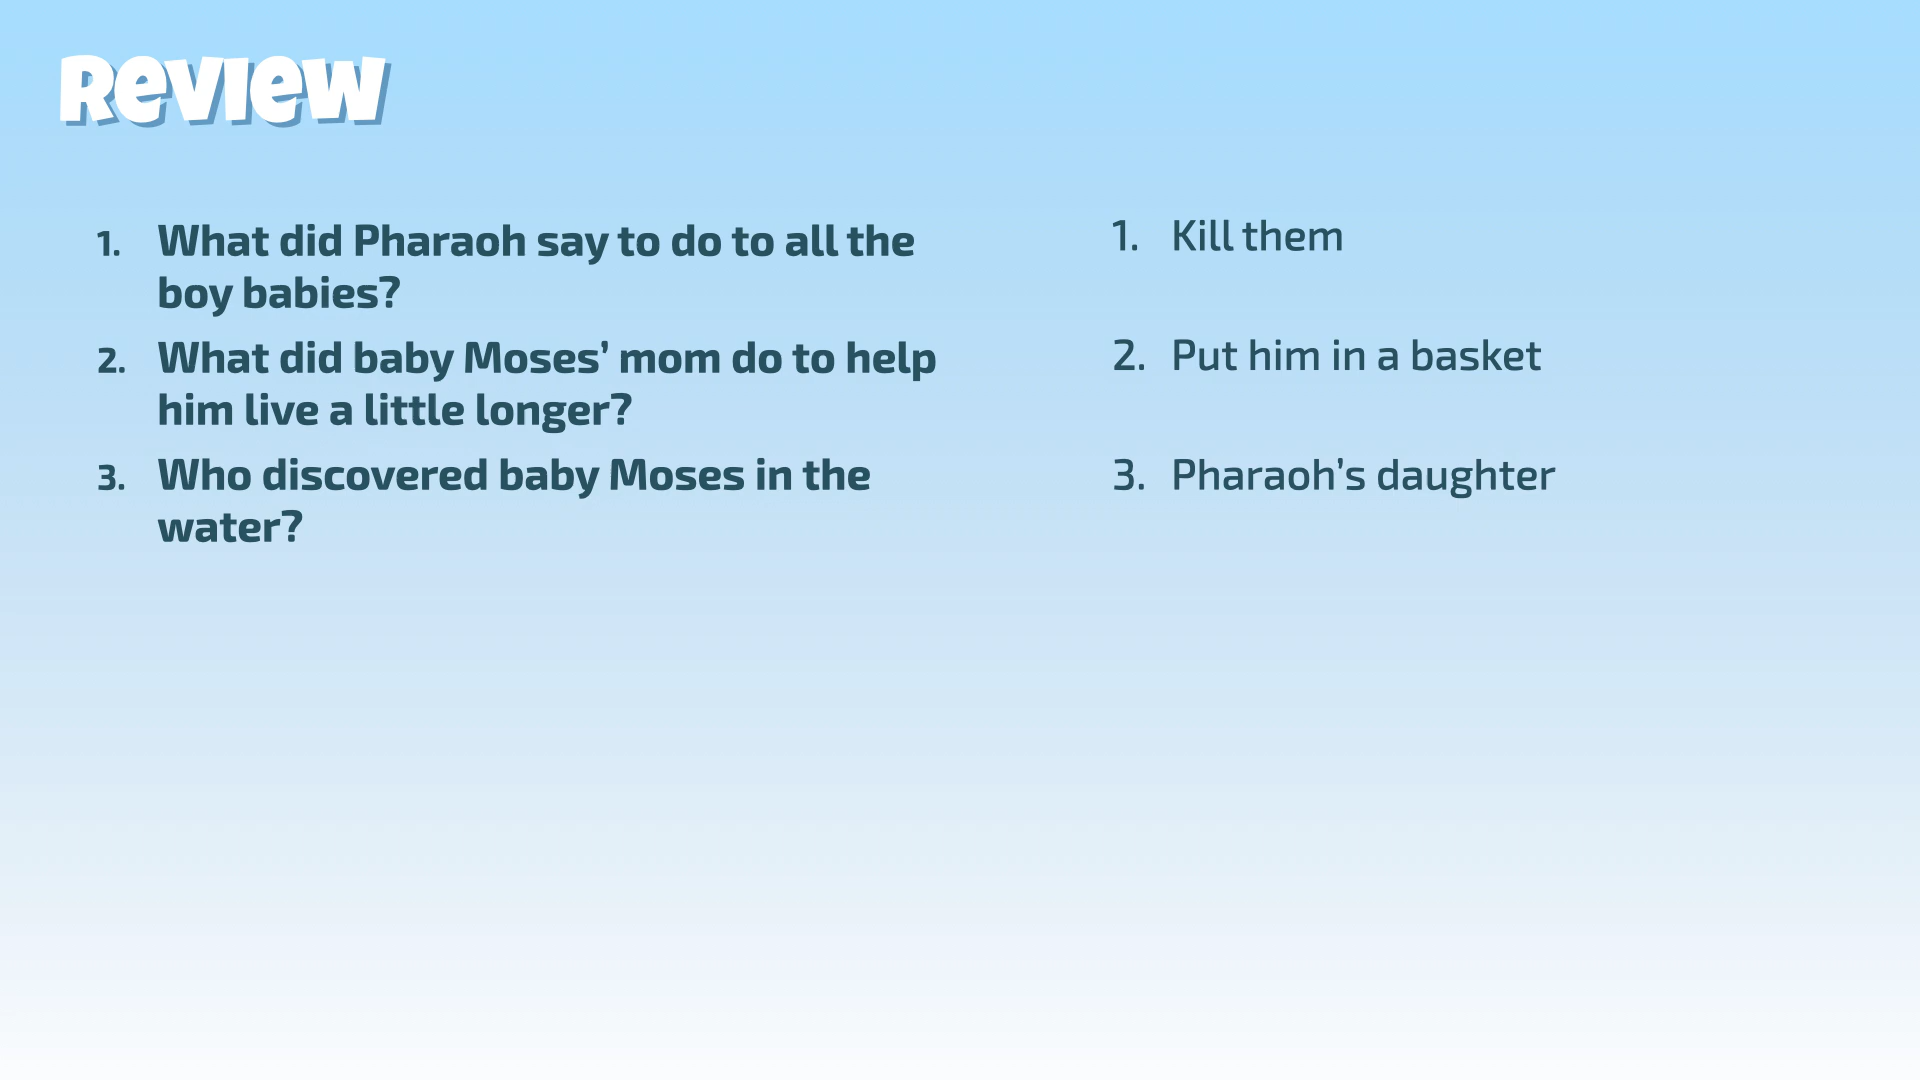 Review
1. What did Pharaoh say to do to all the
boy babies?
2. What did baby Moses’ mom do to help
him live a little longer?
3. Who discovered baby Moses in the
water?
1. Kill them
2. Put him in a basket
3. Pharaoh’s daughter